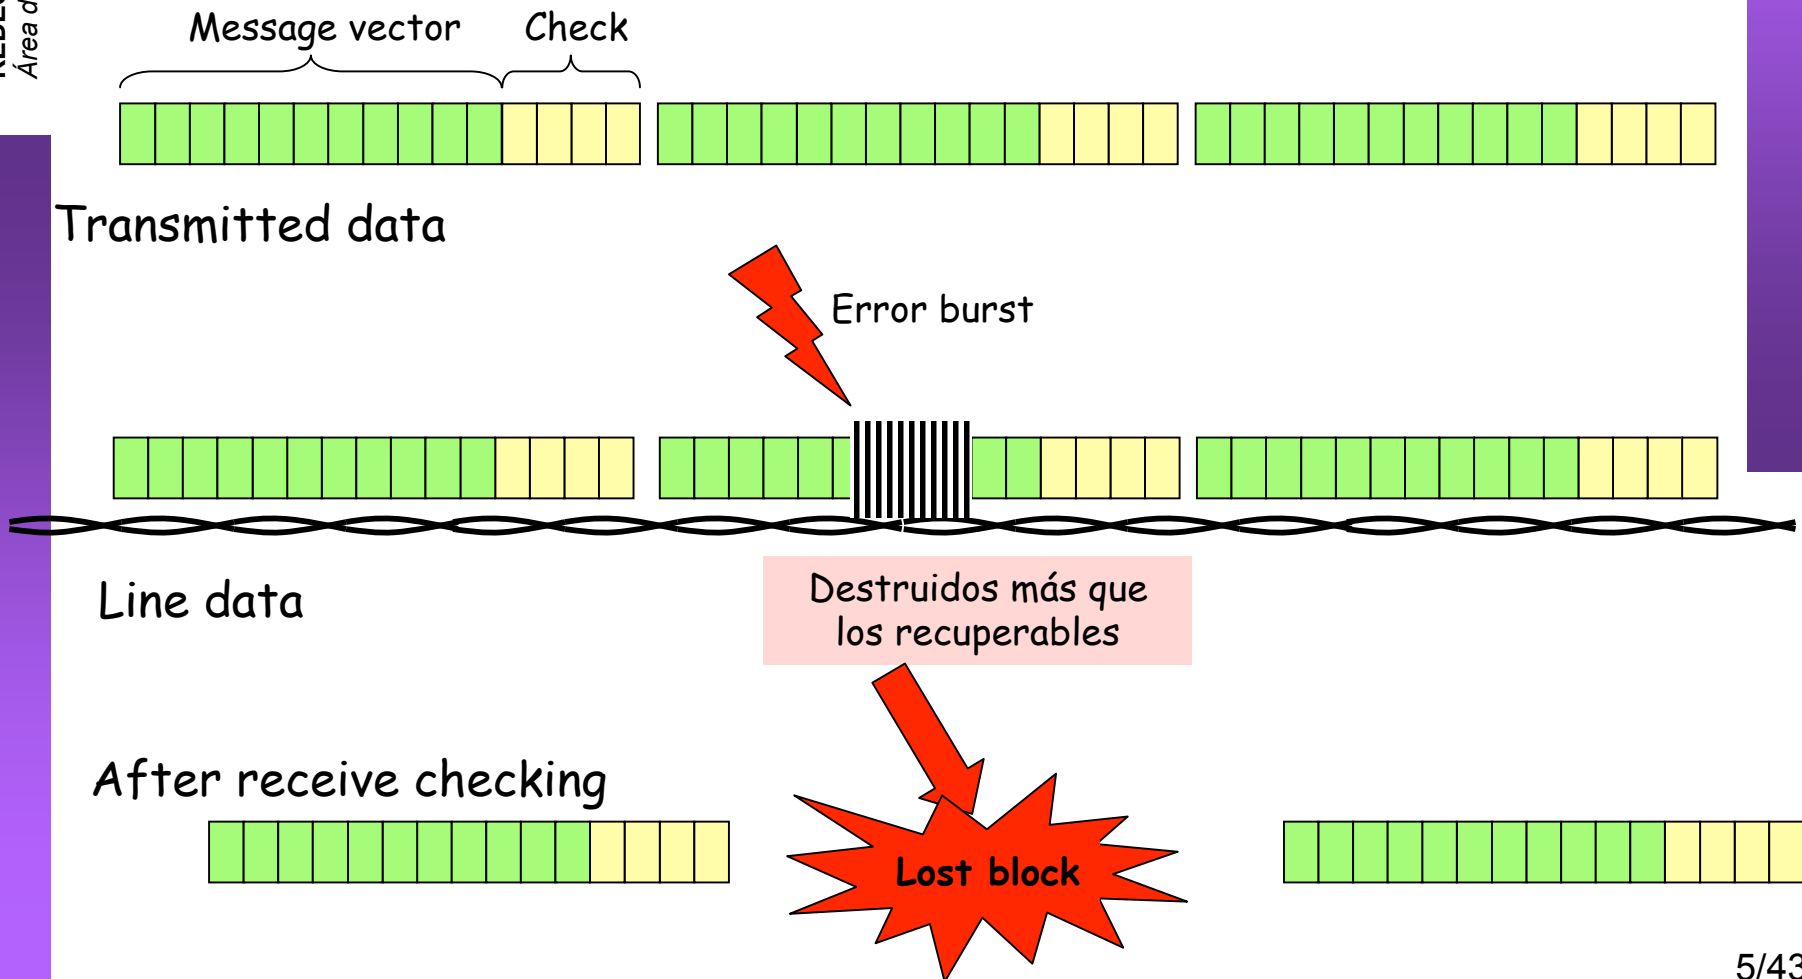 Área d
Message vector
Check
Transmitted data
Error burst
Line data
Destruidos más que
los recuperables
After receive checking
Lost block
5/43